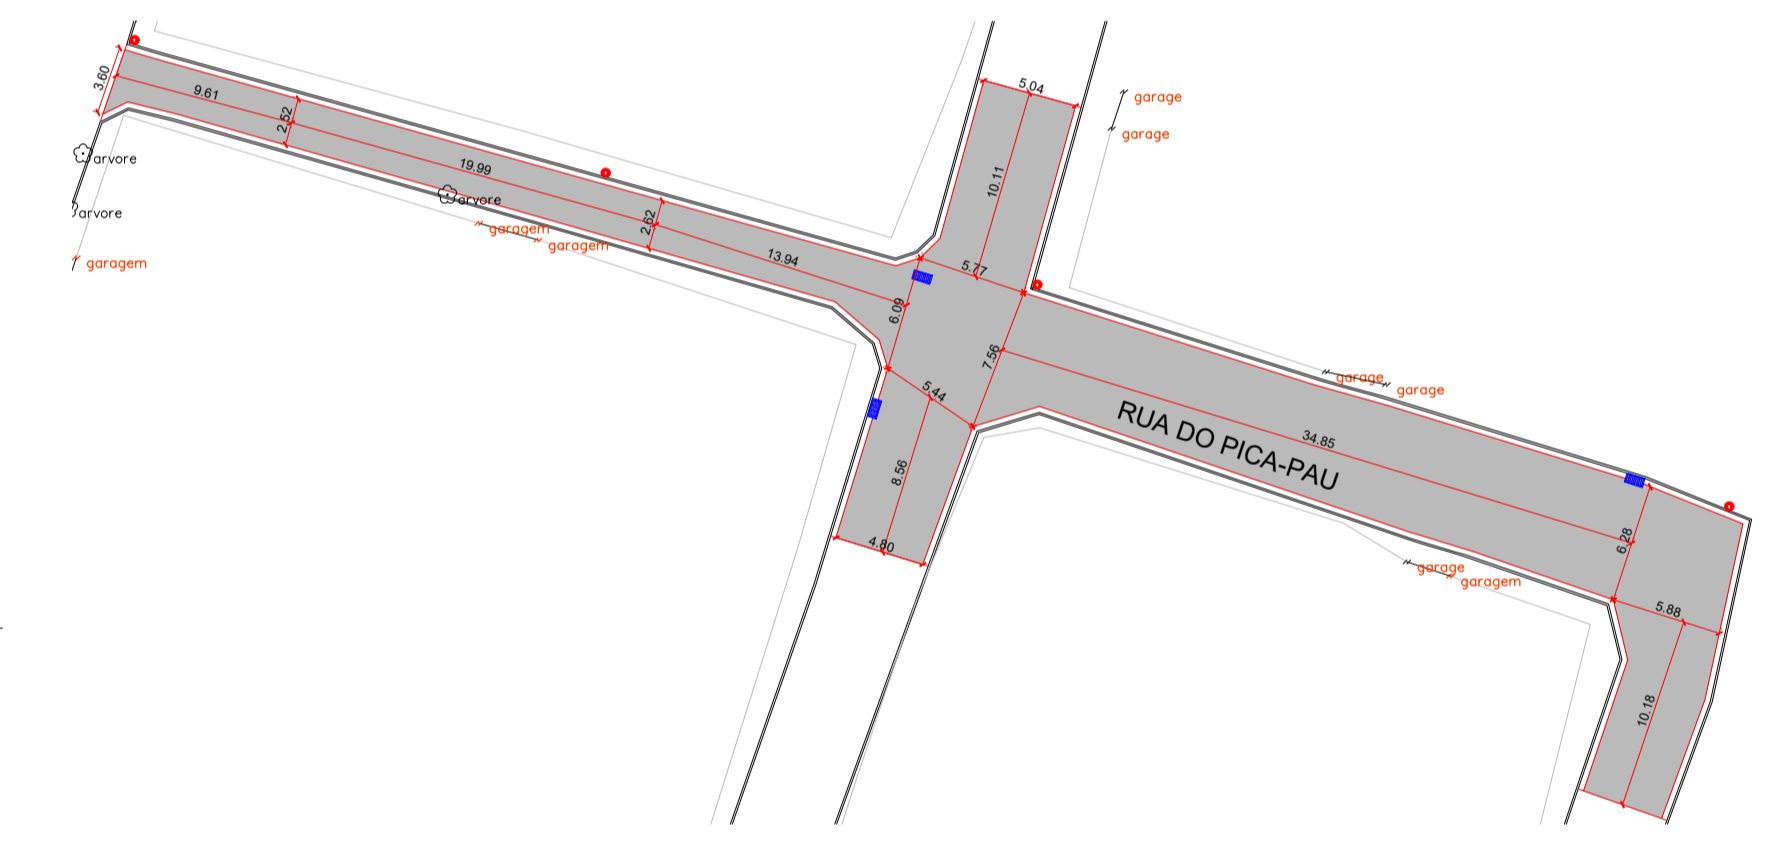 3.60
9.61
2.52
arvore
arvore
garagem
19.99
arvore
garagem
garagem
2.62
13.94
5.04
10.11
garage
garage
5.77
6.09
7.56
5.44
8.56
4.80
garage
garage
RUA DO PICA-PAU
34.85
garage
garagem
6.28
5.88
10.18